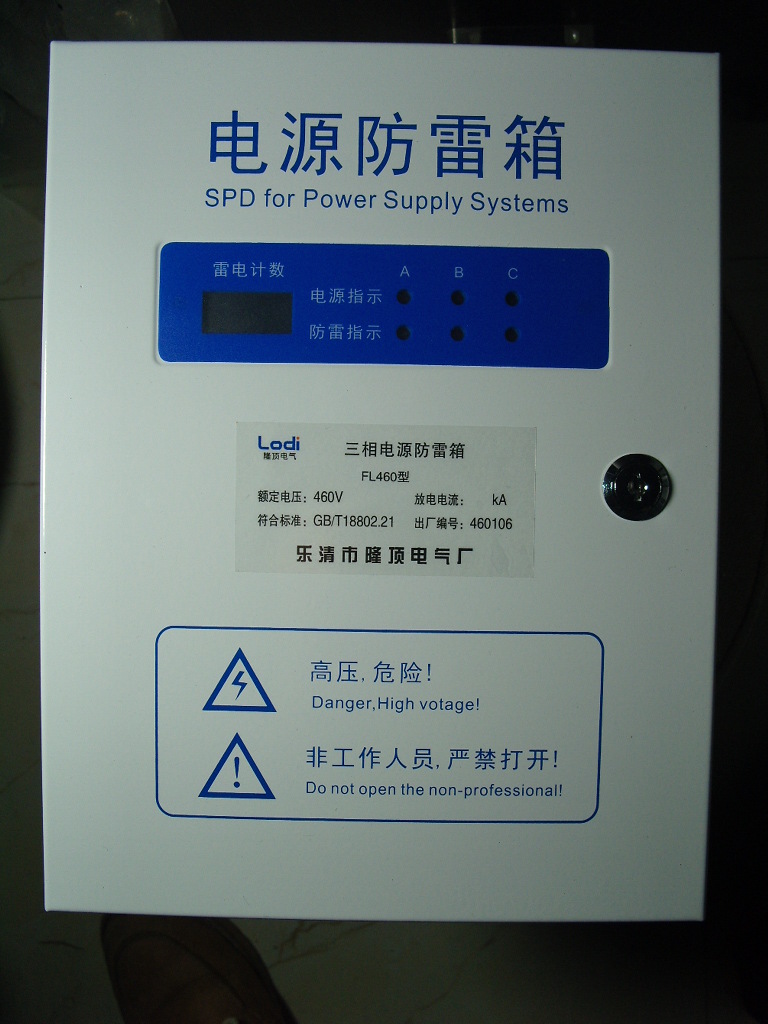 电源防雷箱
SPD for Power Supply Systems
雷电计数
A B C
电源指示
防雷指示
Lodi
隆顶电气
三相电源防雷箱
FL460型
额定电压：460V 放电电流： kA
符合标准：GB/T18802.21 出厂编号：460106
乐清市隆顶电气厂
高压,危险!
Danger,High votage!
非工作人员,严禁打开!
Do not open the non-professional!